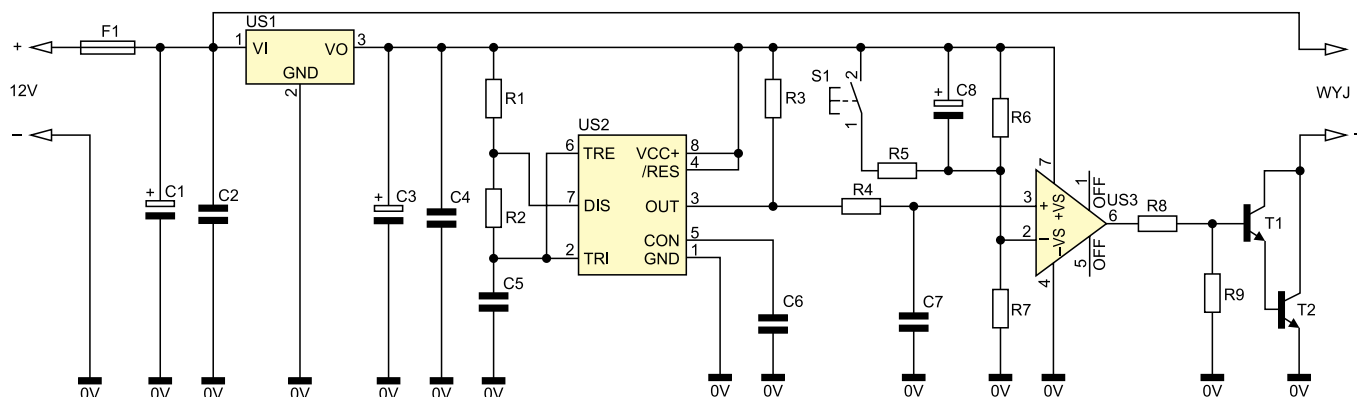 F1
+
12V
−
C1
C2
US1
1
VI
VO
3
GND
2
C3
C4
R1
R2
C5
US2
6
TRE
7
DIS
2
TRI
VCC+
8
/RES
4
OUT
3
CON
5
GND
1
R3
C6
S1
2
1
R5
R4
C7
C8
+
+
+
R6
R7
3
+
2
−
7
+VS
−VS
4
1
OFF
5
OFF
US3
6
R8
R9
T1
T2
+
WYJ
−
0V
0V
0V
0V
0V
0V
0V
0V
0V
0V
0V
0V
0V
0V